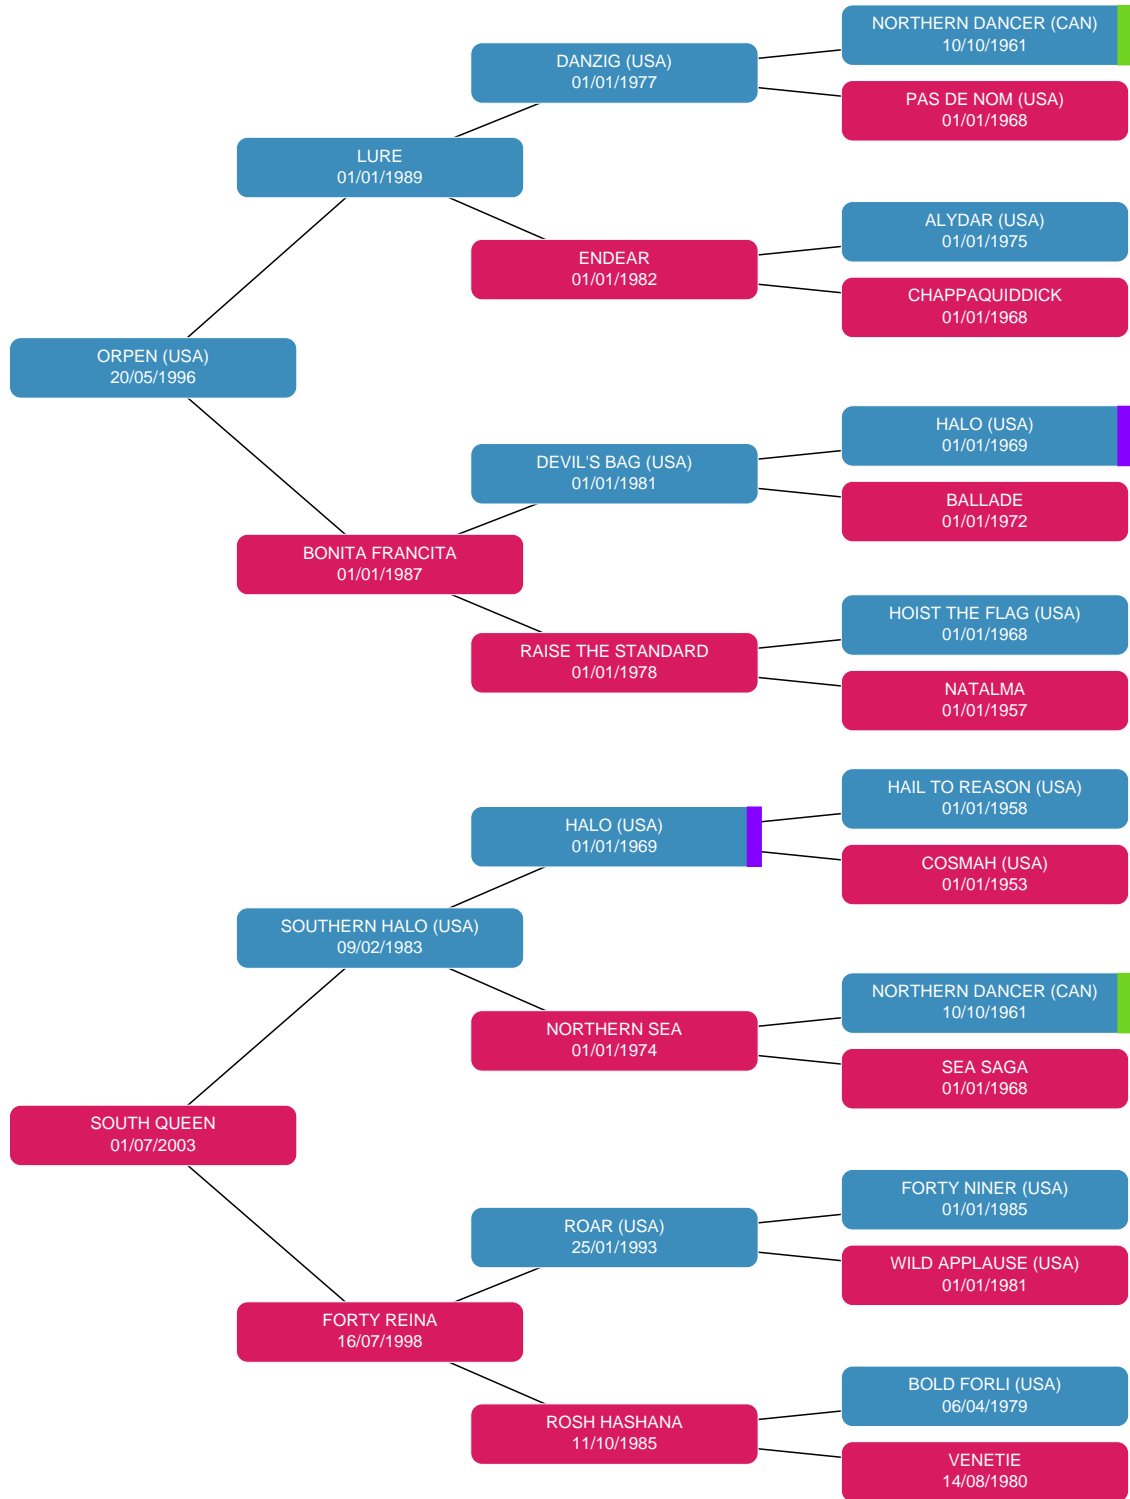 NORTHERN DANCER (CAN)
10/10/1961
DANZIG (USA)
01/01/1977
PAS DE NOM (USA)
01/01/1968
LURE
01/01/1989
ALYDAR (USA)
01/01/1975
ENDEAR
01/01/1982
CHAPPAQUIDDICK
01/01/1968
ORPEN (USA)
20/05/1996
HALO (USA)
01/01/1969
DEVIL'S BAG (USA)
01/01/1981
BALLADE
01/01/1972
BONITA FRANCITA
01/01/1987
HOIST THE FLAG (USA)
01/01/1968
RAISE THE STANDARD
01/01/1978
NATALMA
01/01/1957
HAIL TO REASON (USA)
01/01/1958
HALO (USA)
01/01/1969
COSMAH (USA)
01/01/1953
SOUTHERN HALO (USA)
09/02/1983
NORTHERN DANCER (CAN)
10/10/1961
NORTHERN SEA
01/01/1974
SEA SAGA
01/01/1968
SOUTH QUEEN
01/07/2003
FORTY NINER (USA)
01/01/1985
ROAR (USA)
25/01/1993
WILD APPLAUSE (USA)
01/01/1981
FORTY REINA
16/07/1998
BOLD FORLI (USA)
06/04/1979
ROSH HASHANA
11/10/1985
VENETIE
14/08/1980